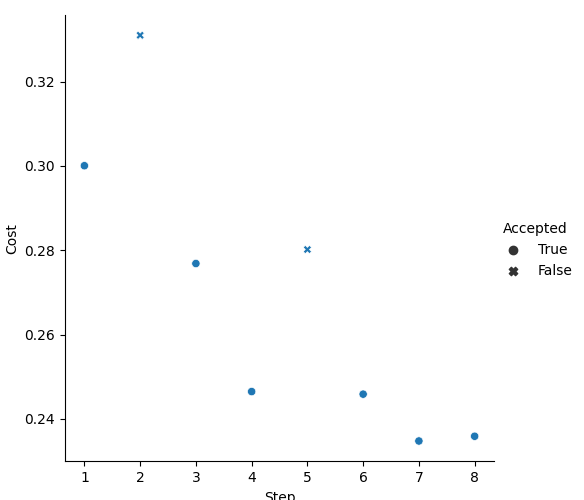 0.32
0.30
0.28
0.26
0.24
Cost
1 2 3 4 5 6 7 8
Step
Accepted
True
False